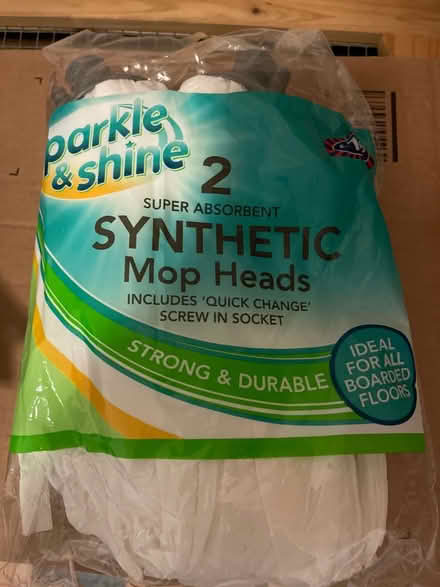 parkle
& shine
2
SUPER ABSORBENT
SYNTHETIC
Mop Heads
INCLUDES 'QUICK CHANGE'
SCREW IN SOCKET
STRONG & DURABLE
IDEAL
FOR ALL
BOARDED
FLOORS